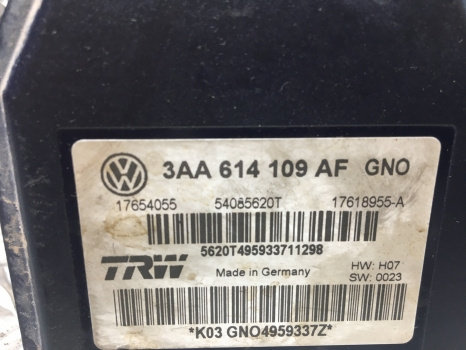 3AA 614 109 AF GNO
17654055 54085620T 17618955-A
5620T495933711298
TRW Made in Germany HW: H07
SW: 0023
*K03 GNO4959337Z*